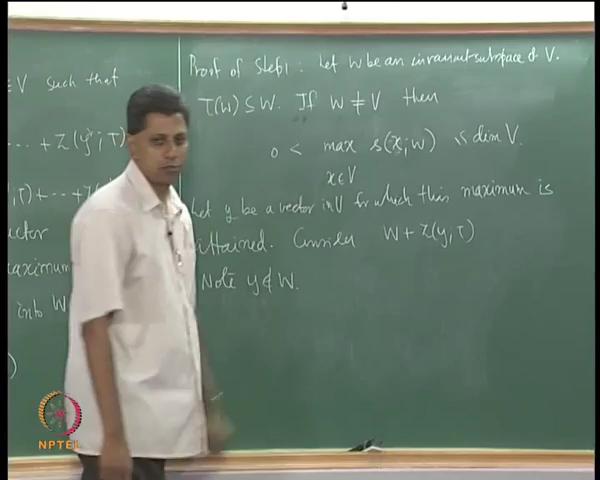 ∈ V such that
... + Z(y, T)
, T) + ... + Z(
ctor
aximum
into W
)
Proof of Step 1: Let W be an invariant subspace of V.
T(W) ⊆ W. If W ≠ V then
0 < max s(x; W) ≤ dim V.
x∈V
Let y be a vector in V for which this maximum is
attained. Consider W + Z(y, T)
Note y ∉ W.
NPTEL